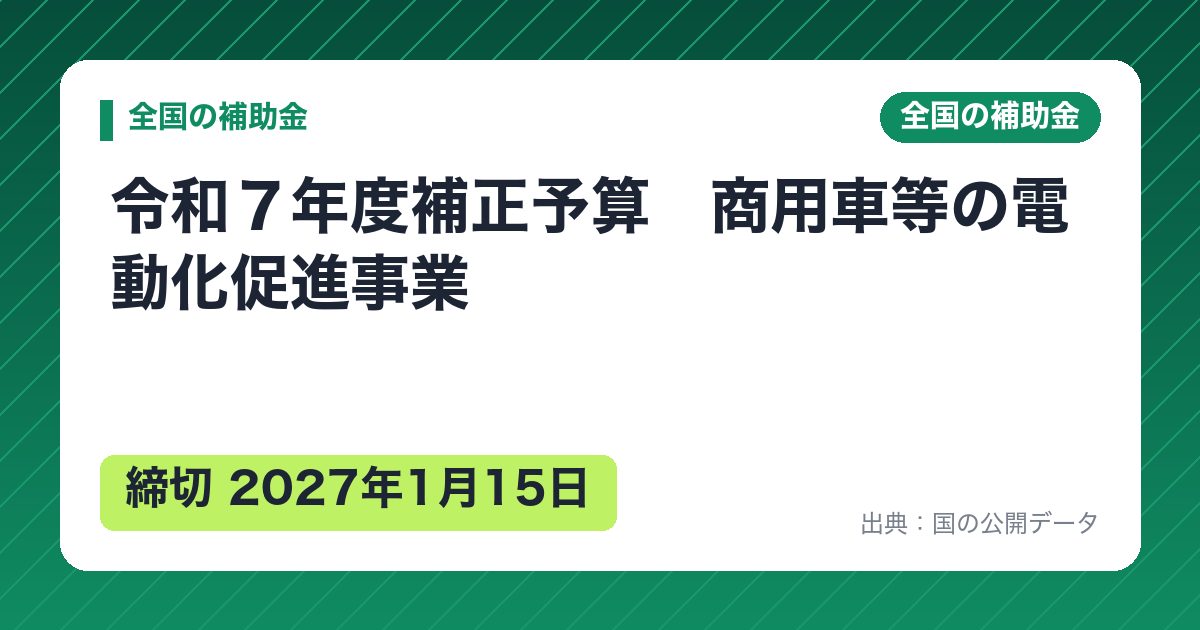 全国の補助金
全国の補助金
令和７年度補正予算　商用車等の電
動化促進事業
締切 2027年1月15日
出典：国の公開データ